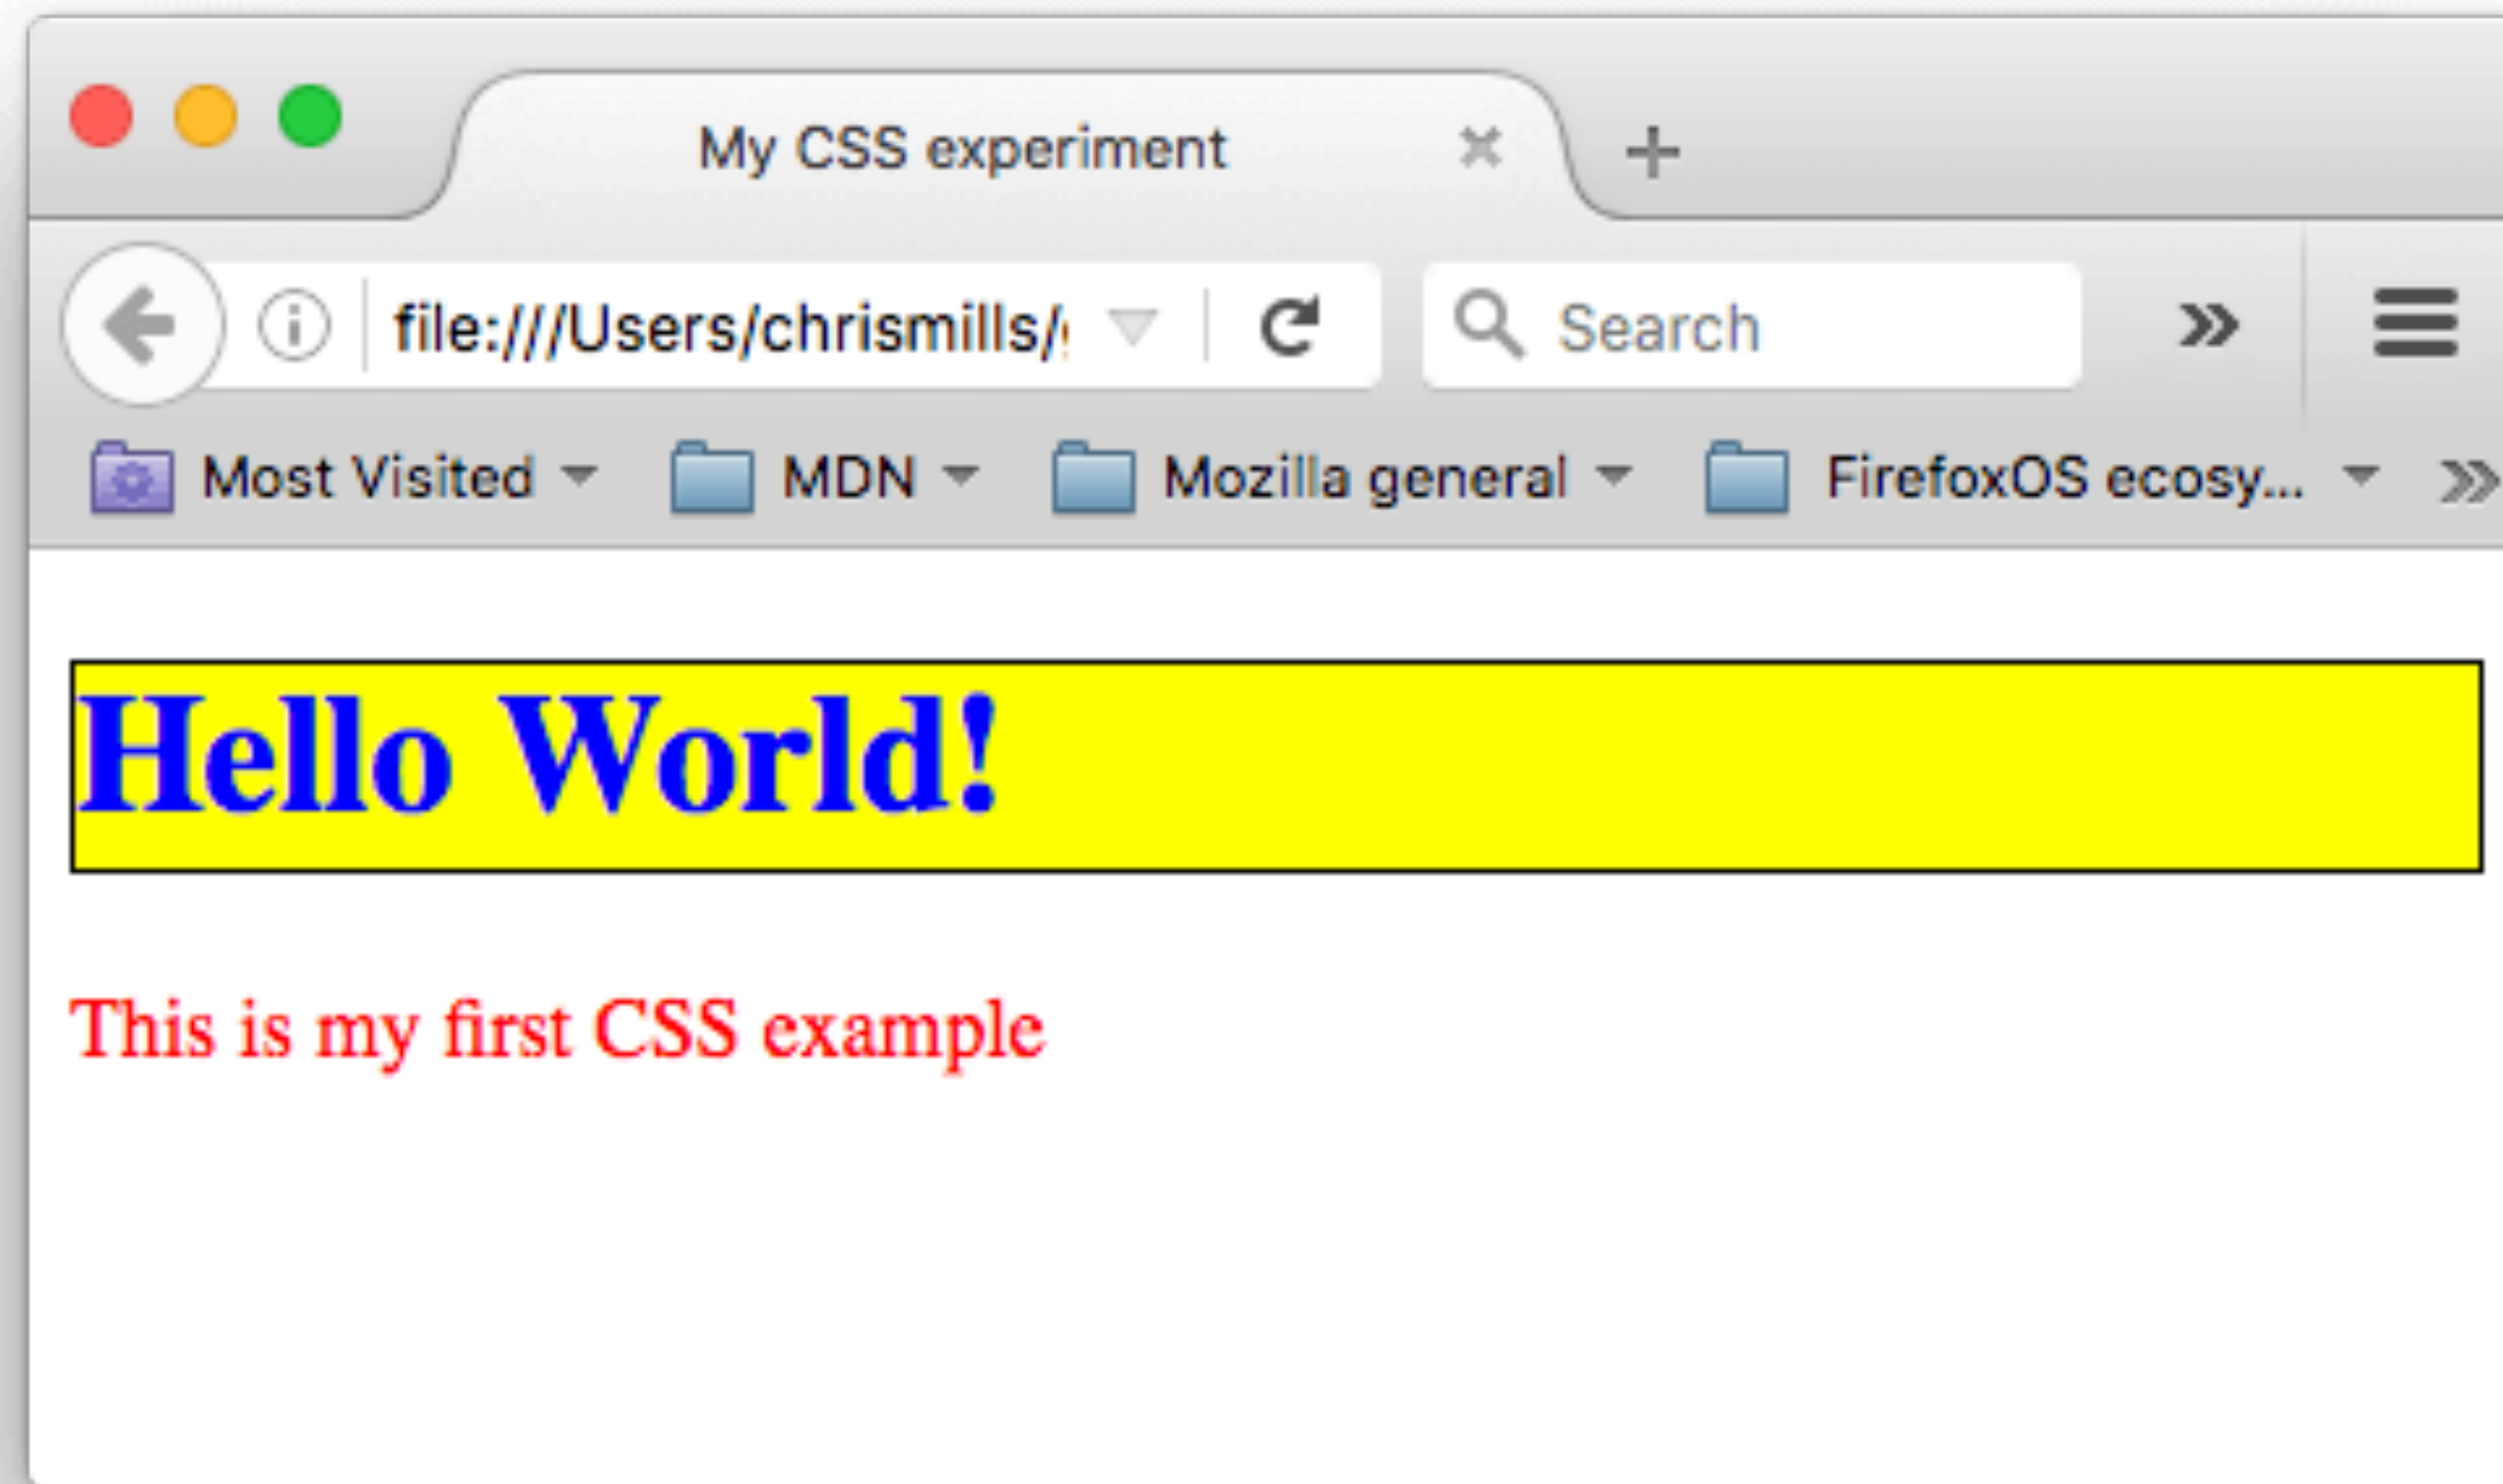 My CSS experiment
file:///Users/chrismills/
Search
Most Visited MDN Mozilla general FirefoxOS ecosy...
Hello World!
This is my first CSS example